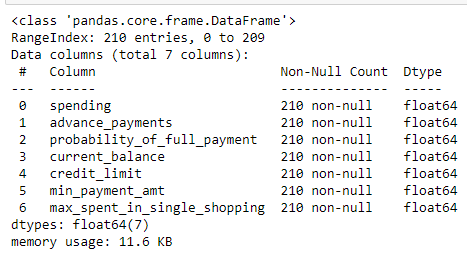 <class 'pandas.core.frame.DataFrame'>
RangeIndex: 210 entries, 0 to 209
Data columns (total 7 columns):
 #   Column                       Non-Null Count  Dtype
---  ------                       --------------  -----
 0   spending                     210 non-null    float64
 1   advance_payments             210 non-null    float64
 2   probability_of_full_payment  210 non-null    float64
 3   current_balance              210 non-null    float64
 4   credit_limit                 210 non-null    float64
 5   min_payment_amt              210 non-null    float64
 6   max_spent_in_single_shopping 210 non-null    float64
dtypes: float64(7)
memory usage: 11.6 KB